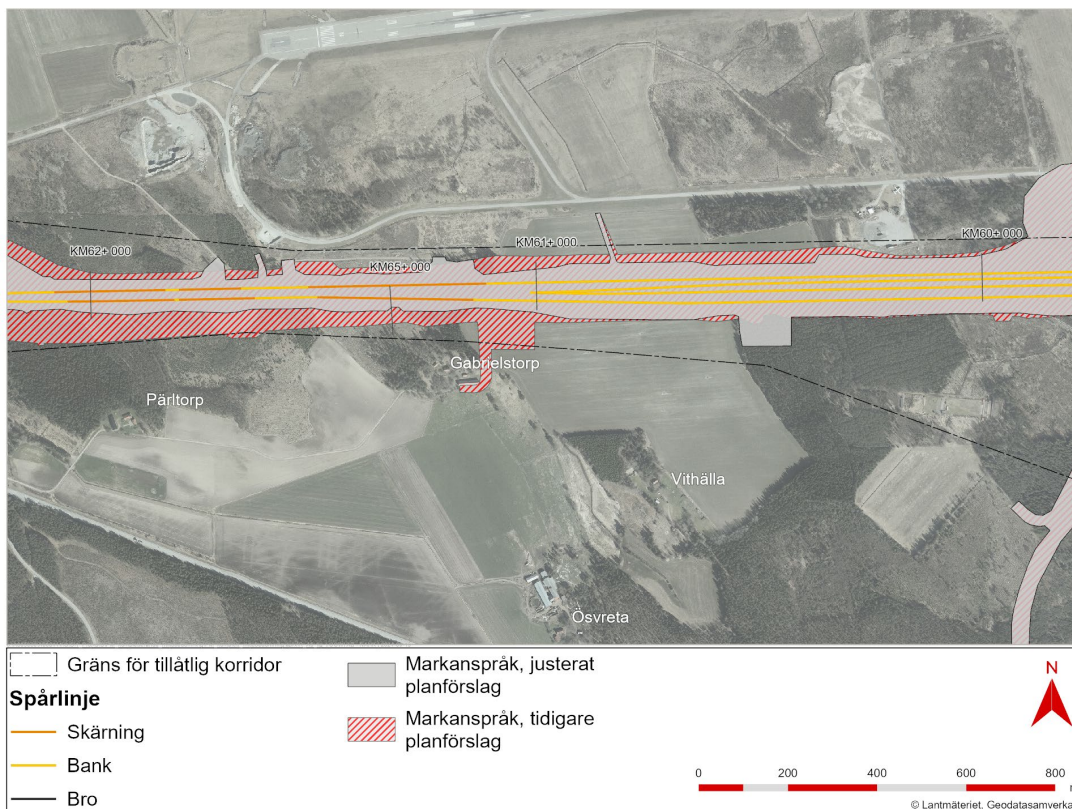 KM62+ 000
KM65+ 000
KM61+ 000
KM60+ 000
Gabrielstorp
Pärltorp
Vithälla
Ösvreta
Gräns för tillåtlig korridor
Spårlinje
Skärning
Bank
Bro
Markanspråk, justerat
planförslag
Markanspråk, tidigare
planförslag
N
0 200 400 600 800
© Lantmäteriet, Geodatasamverka